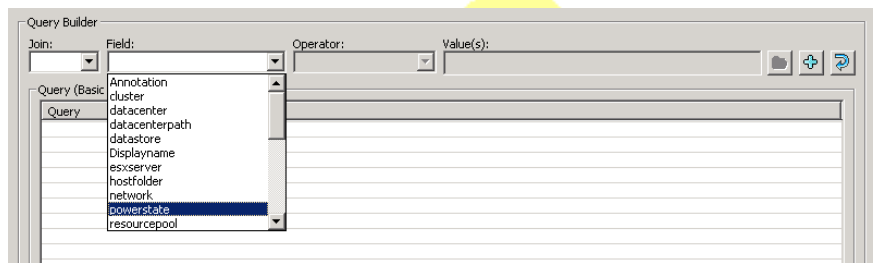 Query Builder
Join: Field: Operator: Value(s):
Annotation
cluster
datacenter
datacenterpath
datastore
Displayname
esxserver
hostfolder
network
powerstate
resourcepool
Query (Basic
Query